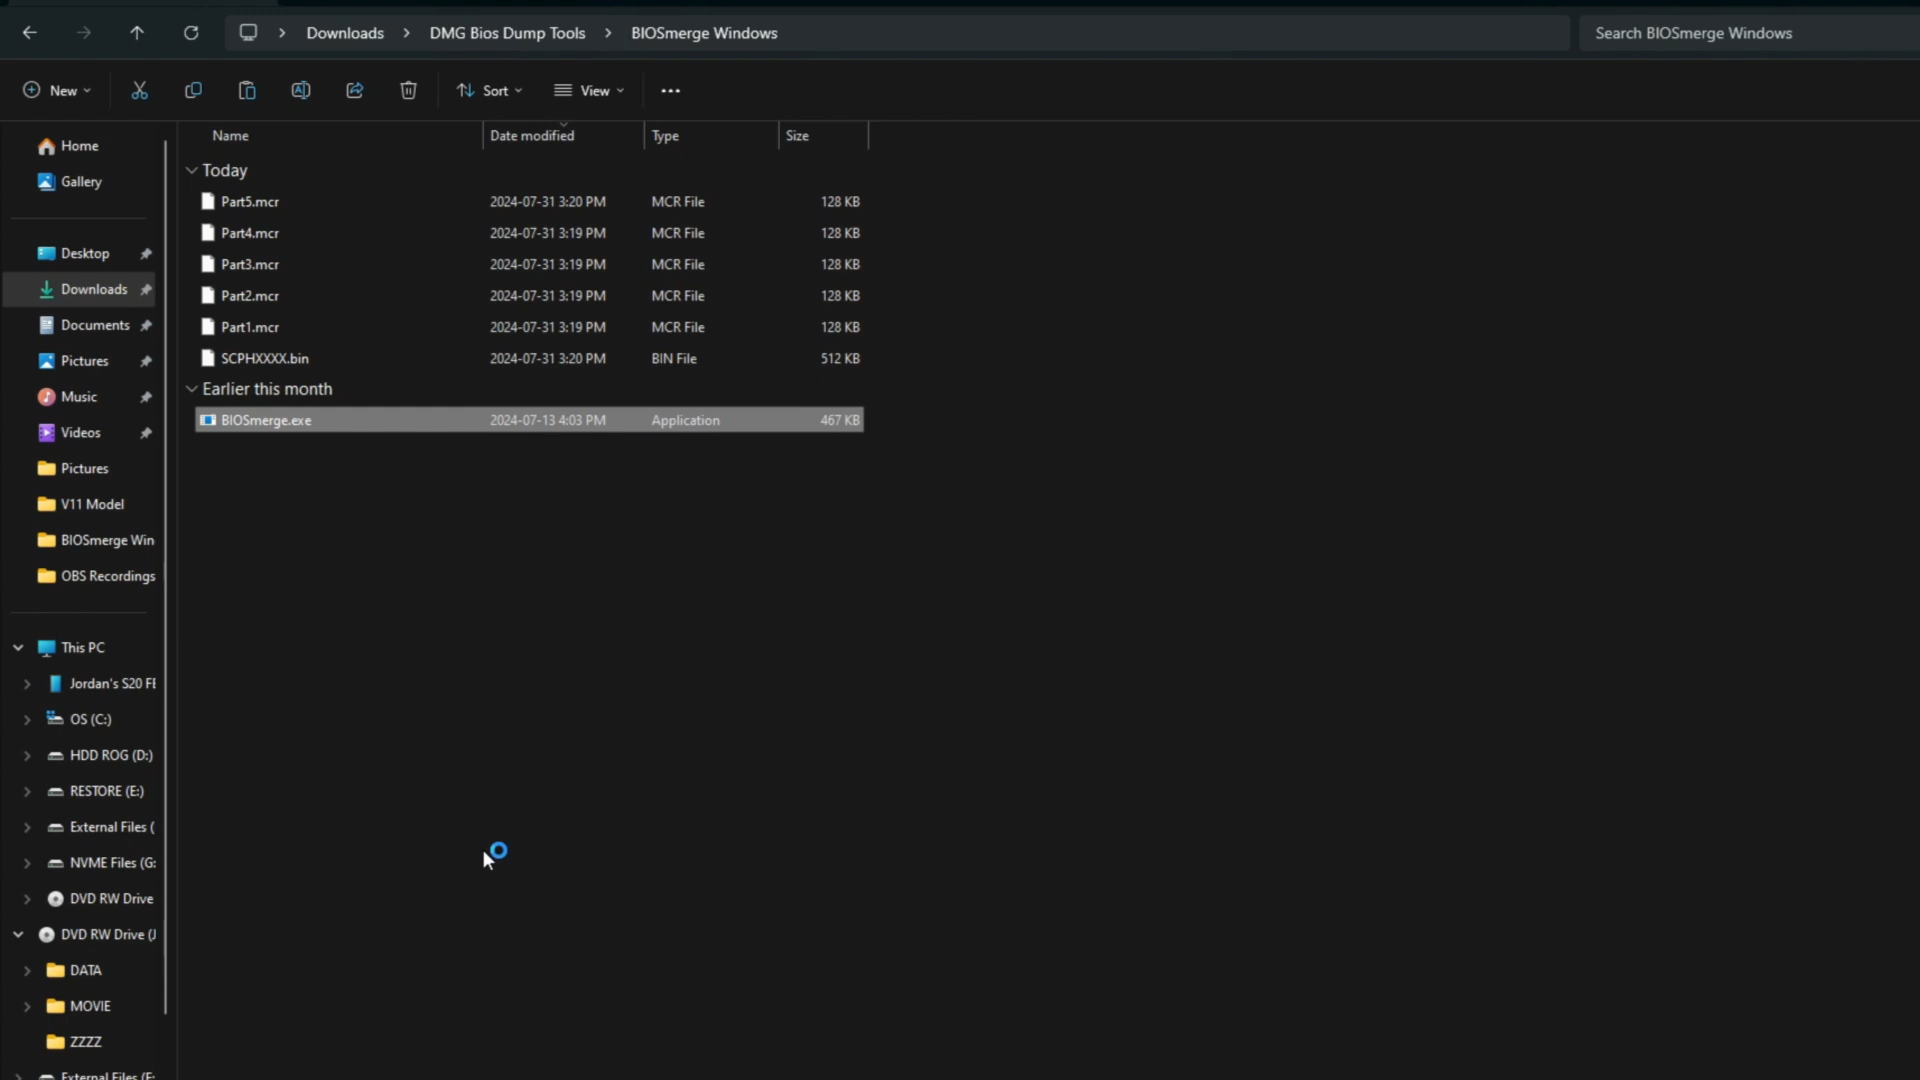 Downloads > DMG Bios Dump Tools > BIOSmerge Windows
Search BIOSmerge Windows
New
Sort
View
Name Date modified Type Size
Today
Part5.mcr 2024-07-31 3:20 PM MCR File 128 KB
Part4.mcr 2024-07-31 3:19 PM MCR File 128 KB
Part3.mcr 2024-07-31 3:19 PM MCR File 128 KB
Part2.mcr 2024-07-31 3:19 PM MCR File 128 KB
Part1.mcr 2024-07-31 3:19 PM MCR File 128 KB
SCPHXXXX.bin 2024-07-31 3:20 PM BIN File 512 KB
Earlier this month
BIOSmerge.exe 2024-07-13 4:03 PM Application 467 KB
Home
Gallery
Desktop
Downloads
Documents
Pictures
Music
Videos
Pictures
V11 Model
BIOSmerge Win
OBS Recordings
This PC
Jordan's S20 FE
OS (C:)
HDD ROG (D:)
RESTORE (E:)
External Files (
NVME Files (G:
DVD RW Drive
DVD RW Drive (J
DATA
MOVIE
ZZZZ
External Files (F: